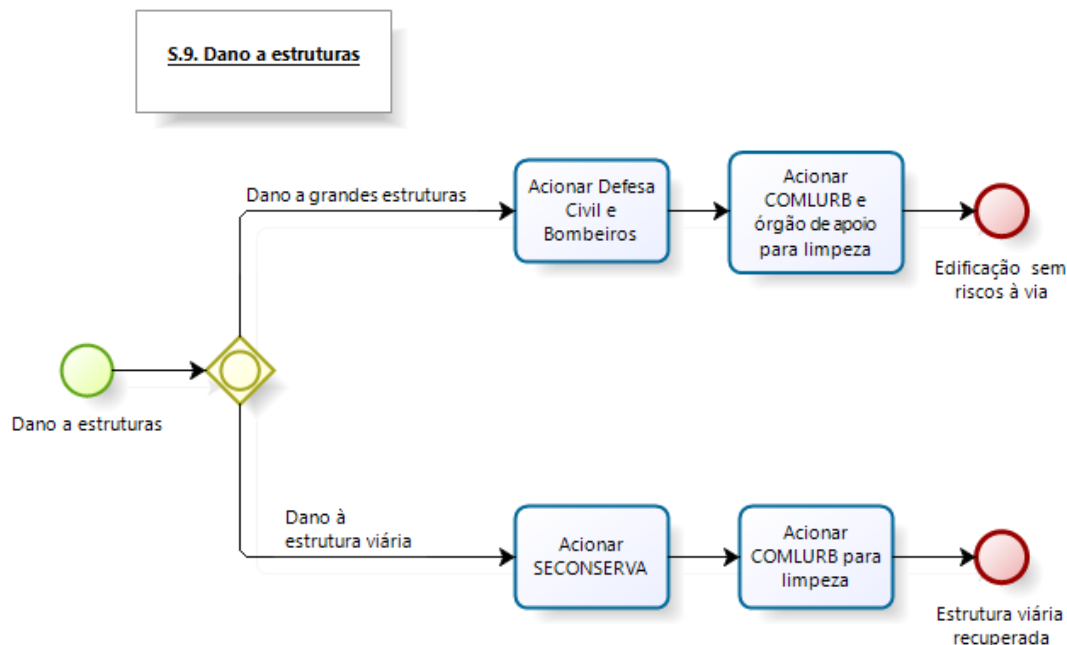 S.9. Dano a estruturas
Dano a grandes estruturas
Acionar Defesa
Civil e
Bombeiros
Acionar
COMLURB e
órgão de apoio
para limpeza
Edificação sem
riscos à via
Dano a estruturas
Dano à
estrutura viária
Acionar
SECONSERVA
Acionar
COMLURB para
limpeza
Estrutura viária
recuperada